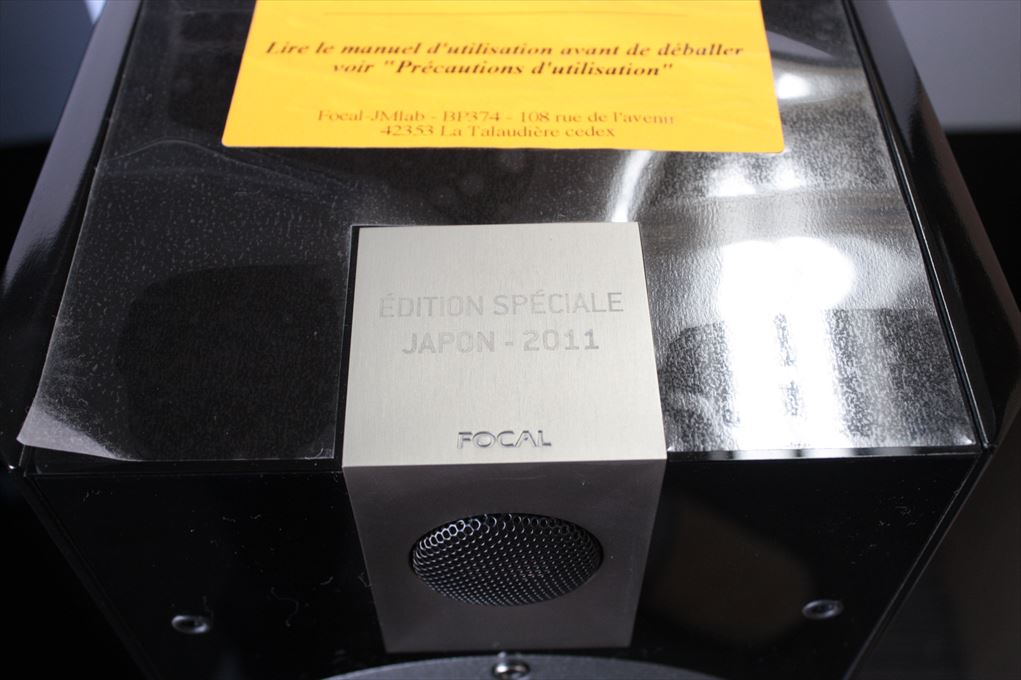 Lire le manuel d'utilisation avant de déballer
voir "Précautions d'utilisation"
Focal-JMlab - BP374 - 108 rue de l'avenir
42353 La Talaudière cedex
ÉDITION SPÉCIALE
JAPON - 2011
FOCAL